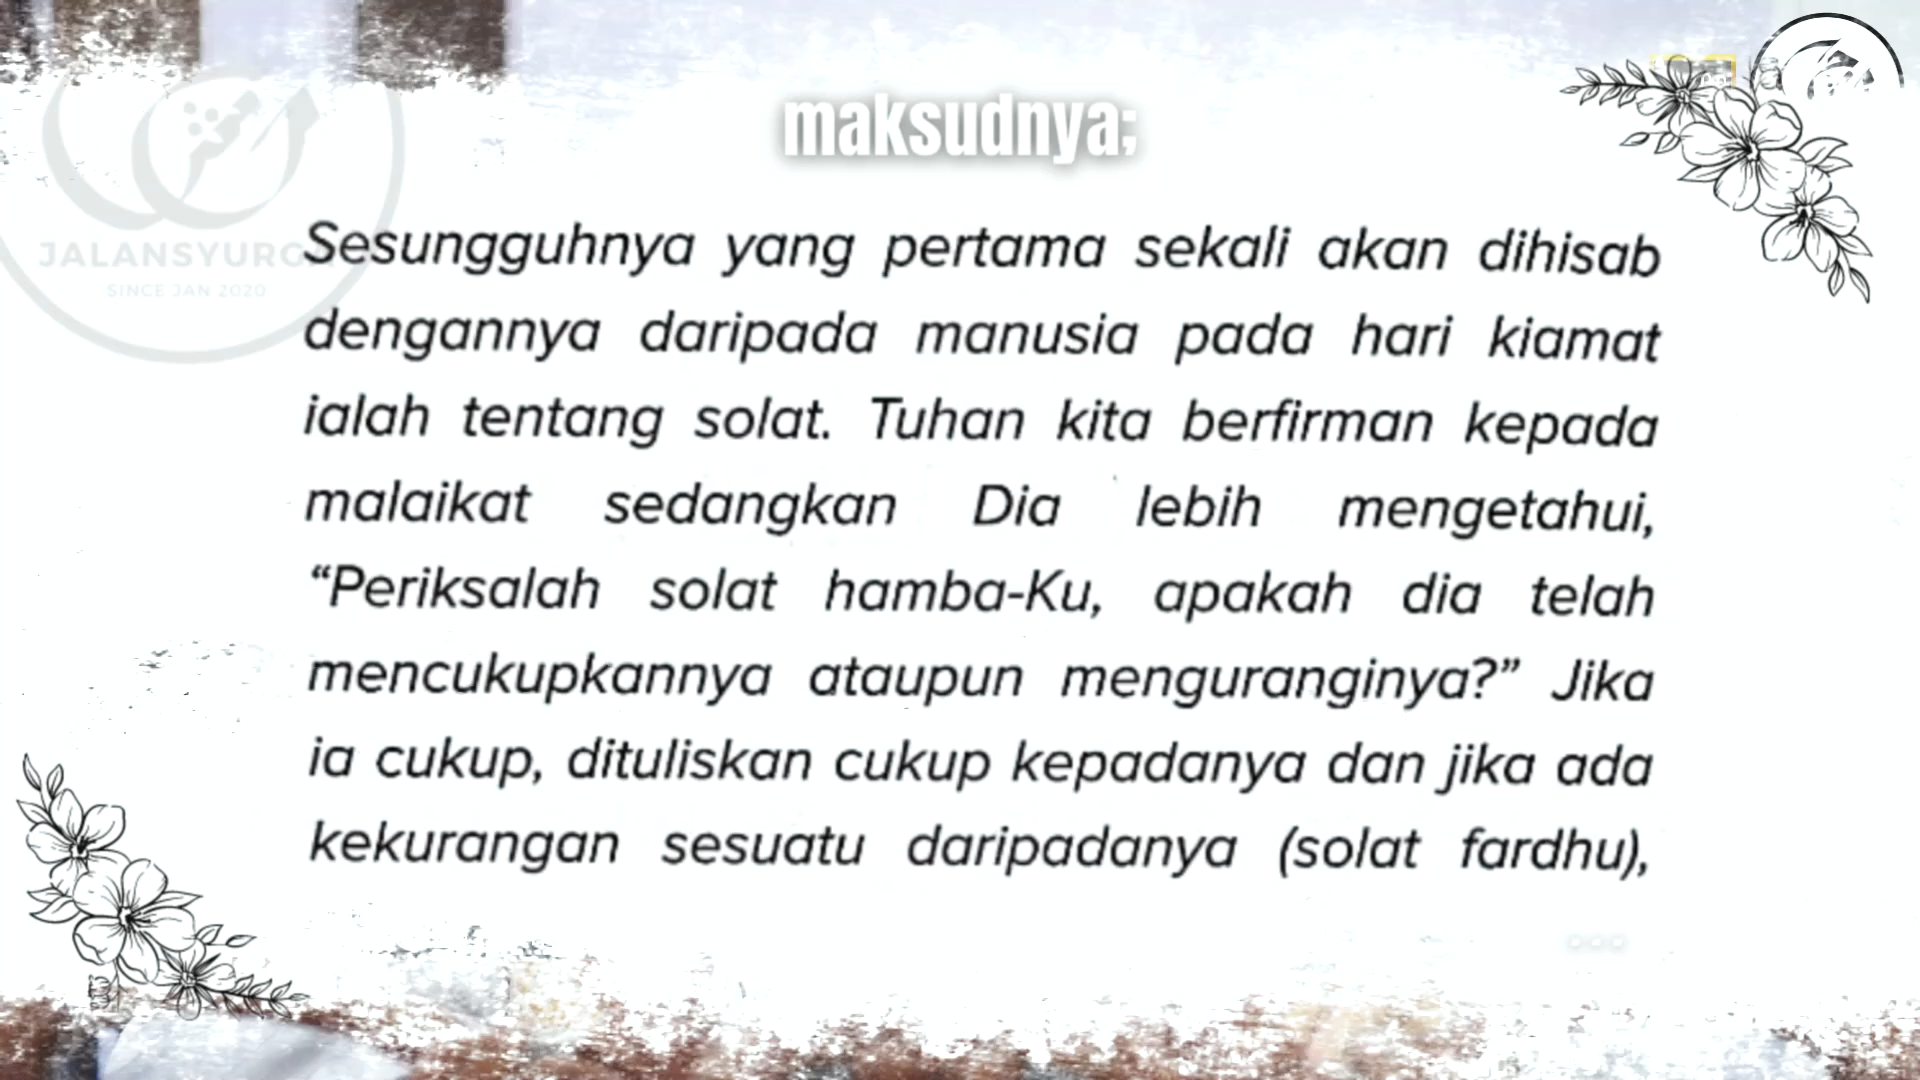 maksudnya;
JALANSYURGA
SINCE JAN 2020
Sesungguhnya yang pertama sekali akan dihisab
dengannya daripada manusia pada hari kiamat
ialah tentang solat. Tuhan kita berfirman kepada
malaikat sedangkan Dia lebih mengetahui,
“Periksalah solat hamba-Ku, apakah dia telah
mencukupkannya ataupun menguranginya?” Jika
ia cukup, dituliskan cukup kepadanya dan jika ada
kekurangan sesuatu daripadanya (solat fardhu),